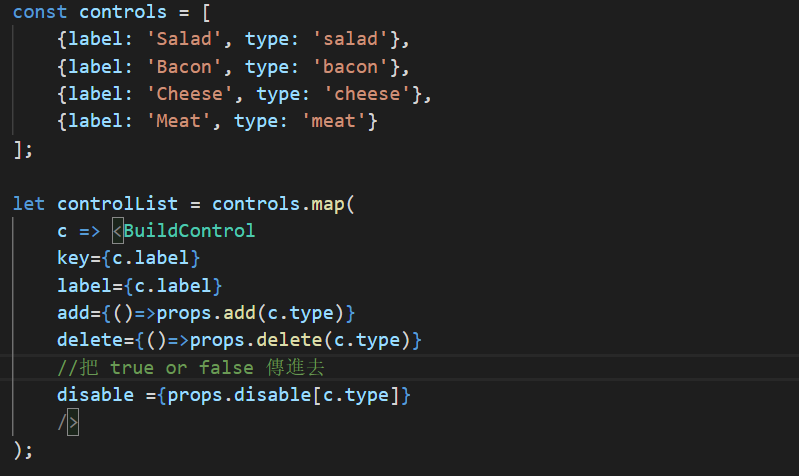 const controls = [
{label: 'Salad', type: 'salad'},
{label: 'Bacon', type: 'bacon'},
{label: 'Cheese', type: 'cheese'},
{label: 'Meat', type: 'meat'}
];
let controlList = controls.map(
c => <BuildControl
key={c.label}
label={c.label}
add={()=>props.add(c.type)}
delete={()=>props.delete(c.type)}
//把 true or false 傳進去
disable ={props.disable[c.type]}
/>
);